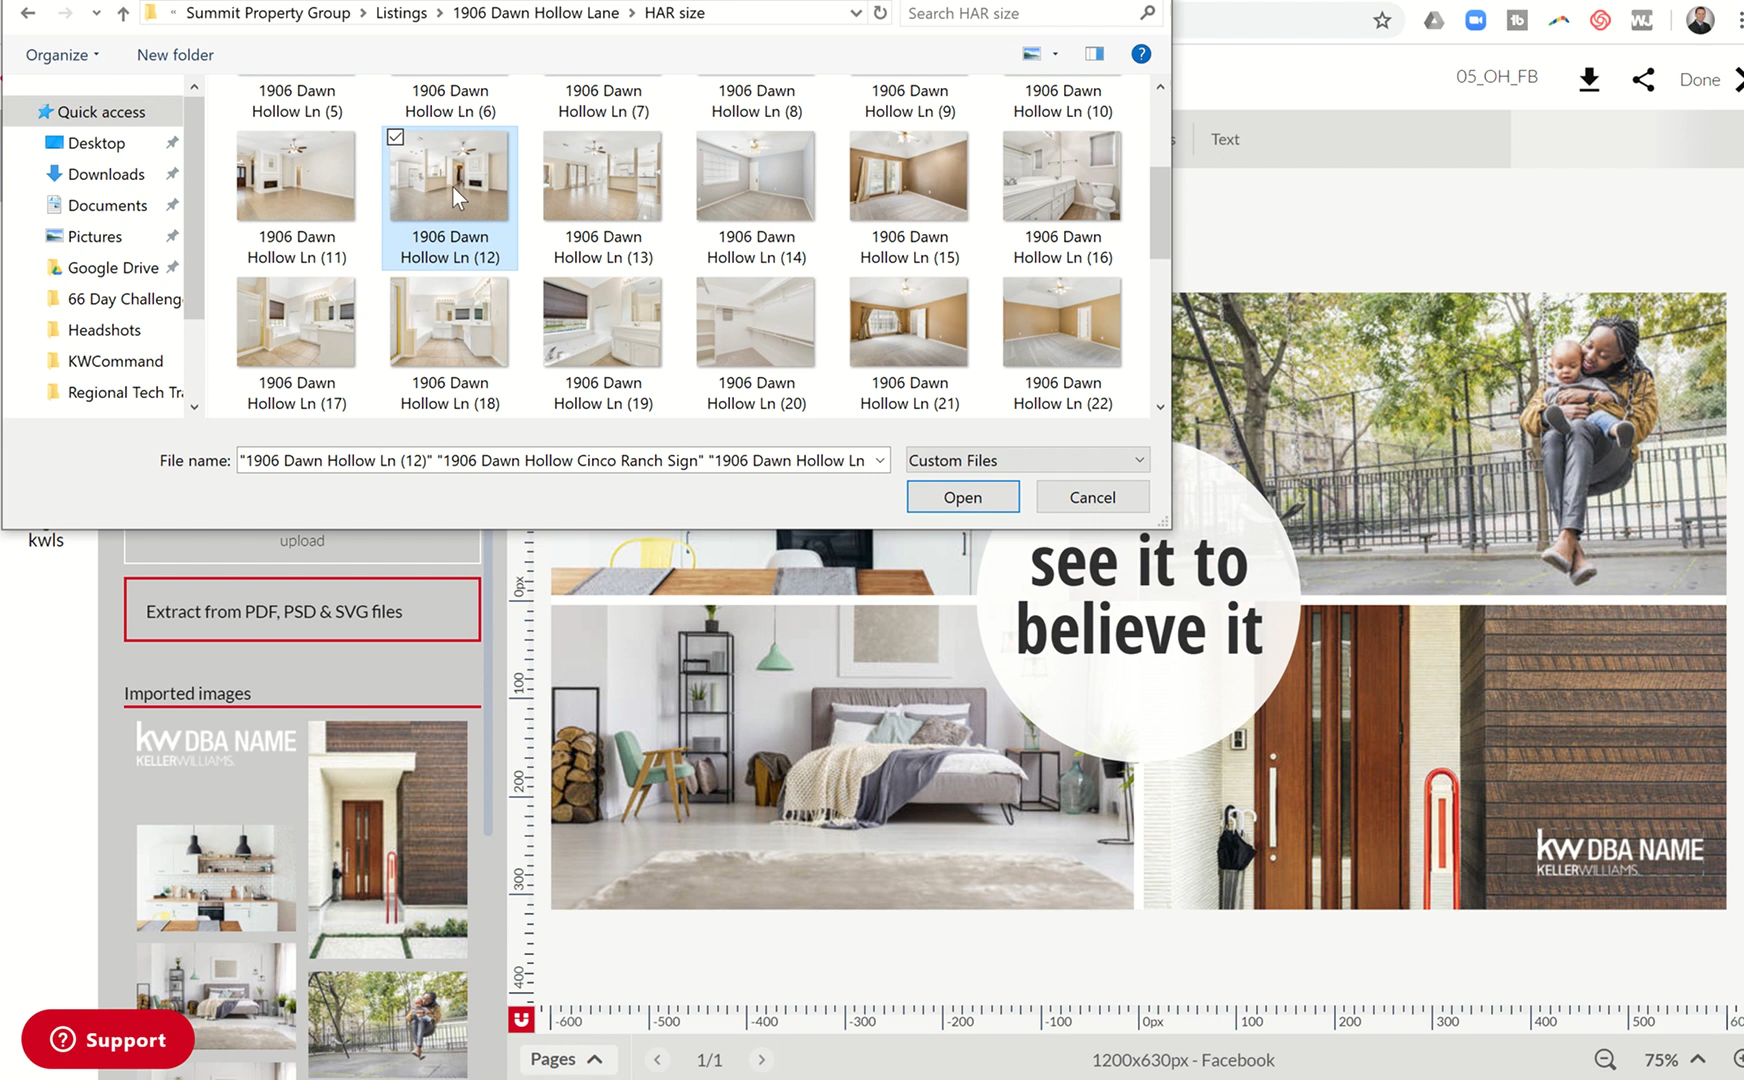 « Summit Property Group > Listings > 1906 Dawn Hollow Lane > HAR size
Search HAR size
Organize
New folder
Quick access
Desktop
Downloads
Documents
Pictures
Google Drive
66 Day Challeng
Headshots
KWCommand
Regional Tech Tr
1906 Dawn
Hollow Ln (5)
1906 Dawn
Hollow Ln (6)
1906 Dawn
Hollow Ln (7)
1906 Dawn
Hollow Ln (8)
1906 Dawn
Hollow Ln (9)
1906 Dawn
Hollow Ln (10)
1906 Dawn
Hollow Ln (11)
1906 Dawn
Hollow Ln (12)
1906 Dawn
Hollow Ln (13)
1906 Dawn
Hollow Ln (14)
1906 Dawn
Hollow Ln (15)
1906 Dawn
Hollow Ln (16)
1906 Dawn
Hollow Ln (17)
1906 Dawn
Hollow Ln (18)
1906 Dawn
Hollow Ln (19)
1906 Dawn
Hollow Ln (20)
1906 Dawn
Hollow Ln (21)
1906 Dawn
Hollow Ln (22)
File name: "1906 Dawn Hollow Ln (12)" "1906 Dawn Hollow Cinco Ranch Sign" "1906 Dawn Hollow Ln
Custom Files
Open
Cancel
WJ
05_OH_FB
Done
Text
kwls
upload
Extract from PDF, PSD & SVG files
Imported images
kw DBA NAME
KELLERWILLIAMS.
see it to
believe it
kw DBA NAME
KELLERWILLIAMS.
0px
100
200
300
400
-600
-500
-400
-300
-200
-100
0px
100
200
300
400
500
Support
Pages
1/1
1200x630px - Facebook
75%